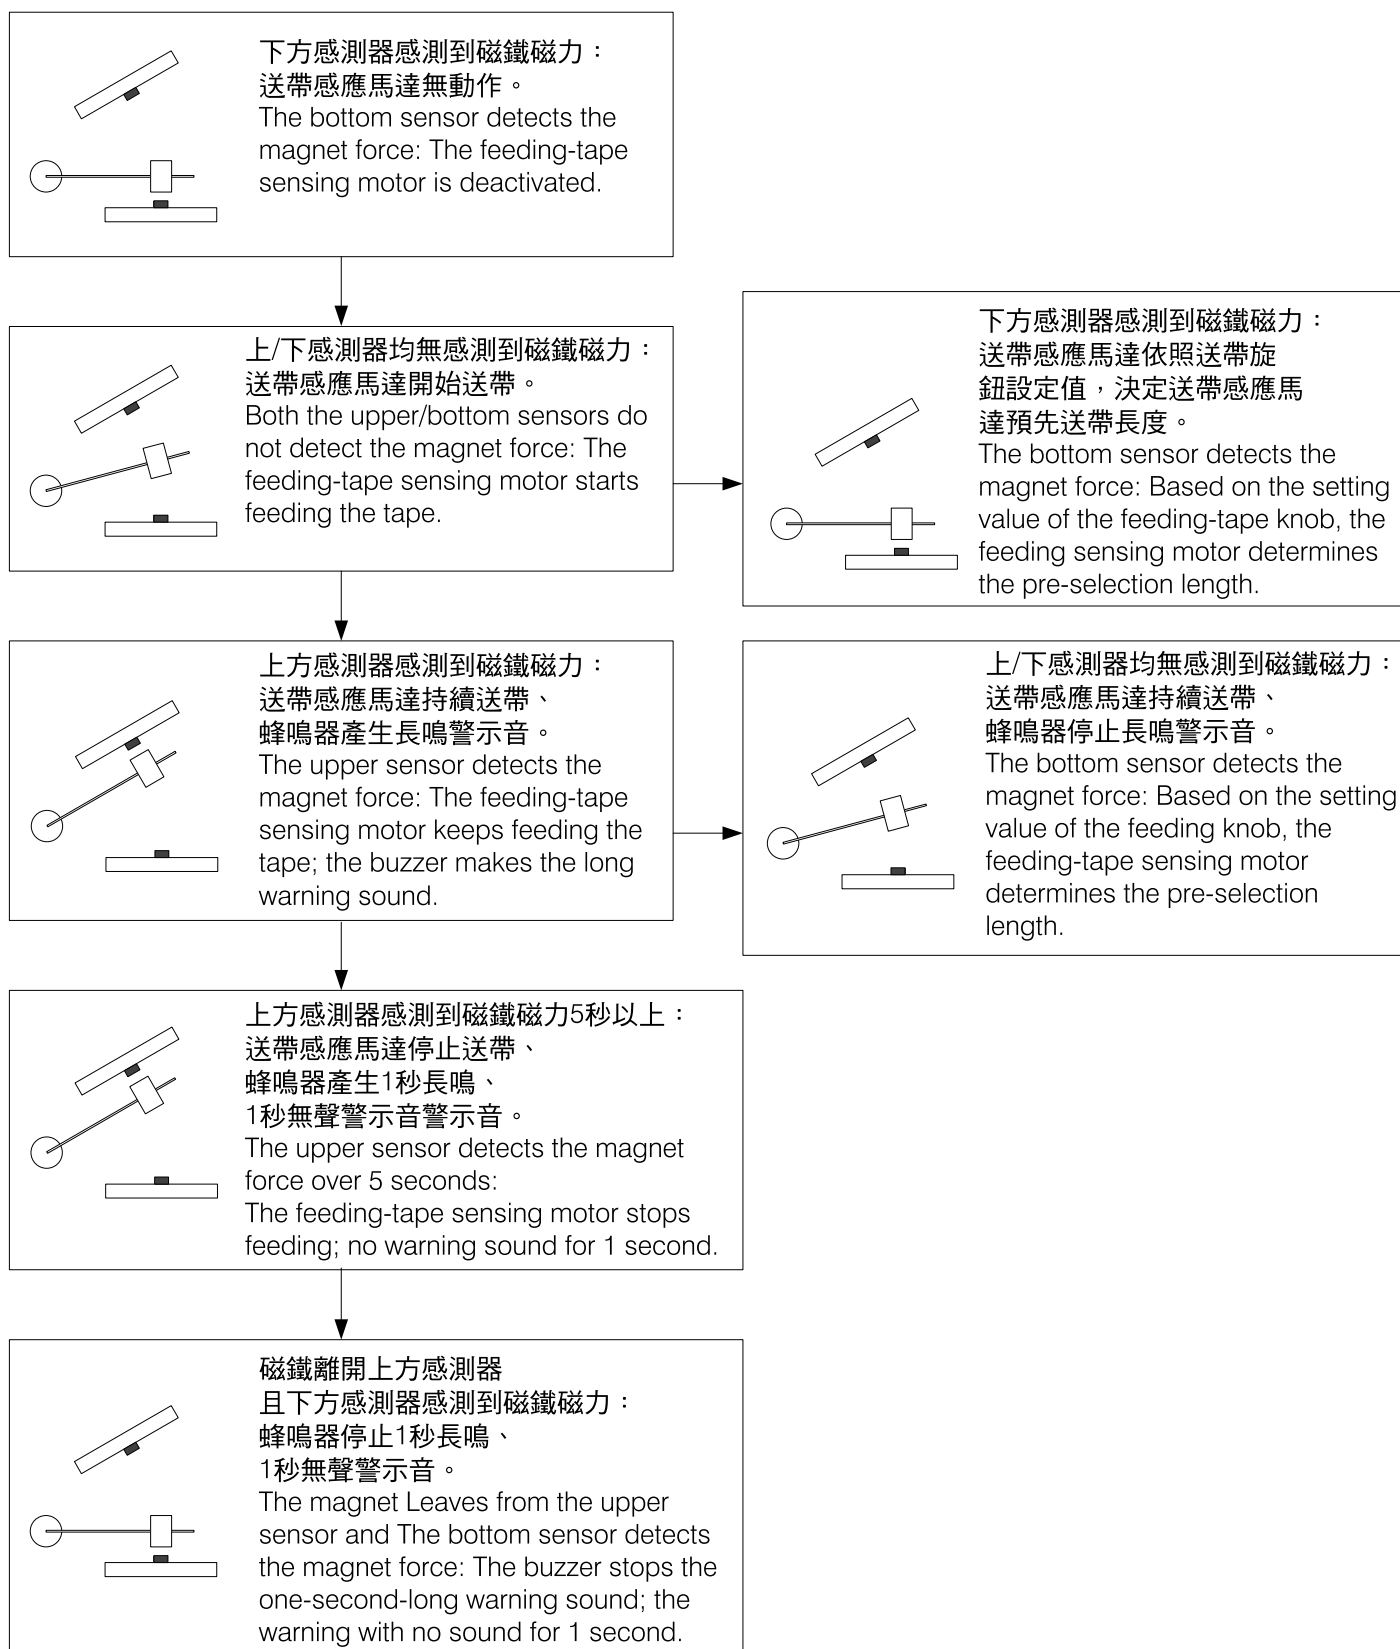 下方感測器感測到磁鐵磁力：
送帶感應馬達無動作。
The bottom sensor detects the
magnet force: The feeding-tape
sensing motor is deactivated.
上/下感測器均無感測到磁鐵磁力：
送帶感應馬達開始送帶。
Both the upper/bottom sensors do
not detect the magnet force: The
feeding-tape sensing motor starts
feeding the tape.
下方感測器感測到磁鐵磁力：
送帶感應馬達依照送帶旋
鈕設定值，決定送帶感應馬
達預先送帶長度。
The bottom sensor detects the
magnet force: Based on the setting
value of the feeding-tape knob, the
feeding sensing motor determines
the pre-selection length.
上方感測器感測到磁鐵磁力：
送帶感應馬達持續送帶、
蜂鳴器產生長鳴警示音。
The upper sensor detects the
magnet force: The feeding-tape
sensing motor keeps feeding the
tape; the buzzer makes the long
warning sound.
上/下感測器均無感測到磁鐵磁力：
送帶感應馬達持續送帶、
蜂鳴器停止長鳴警示音。
The bottom sensor detects the
magnet force: Based on the setting
value of the feeding knob, the
feeding-tape sensing motor
determines the pre-selection
length.
上方感測器感測到磁鐵磁力5秒以上：
送帶感應馬達停止送帶、
蜂鳴器產生1秒長鳴、
1秒無聲警示音警示音。
The upper sensor detects the magnet
force over 5 seconds:
The feeding-tape sensing motor stops
feeding; no warning sound for 1 second.
磁鐵離開上方感測器
且下方感測器感測到磁鐵磁力：
蜂鳴器停止1秒長鳴、
1秒無聲警示音。
The magnet Leaves from the upper
sensor and The bottom sensor detects
the magnet force: The buzzer stops the
one-second-long warning sound; the
warning with no sound for 1 second.